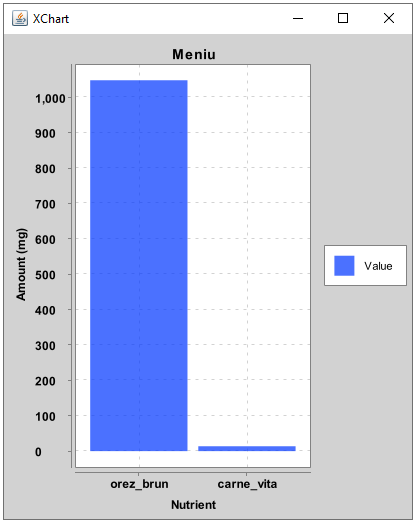 XChart
Meniu
1,000
900
800
700
600
500
400
300
200
100
0
Amount (mg)
orez_brun carne_vita
Nutrient
Value